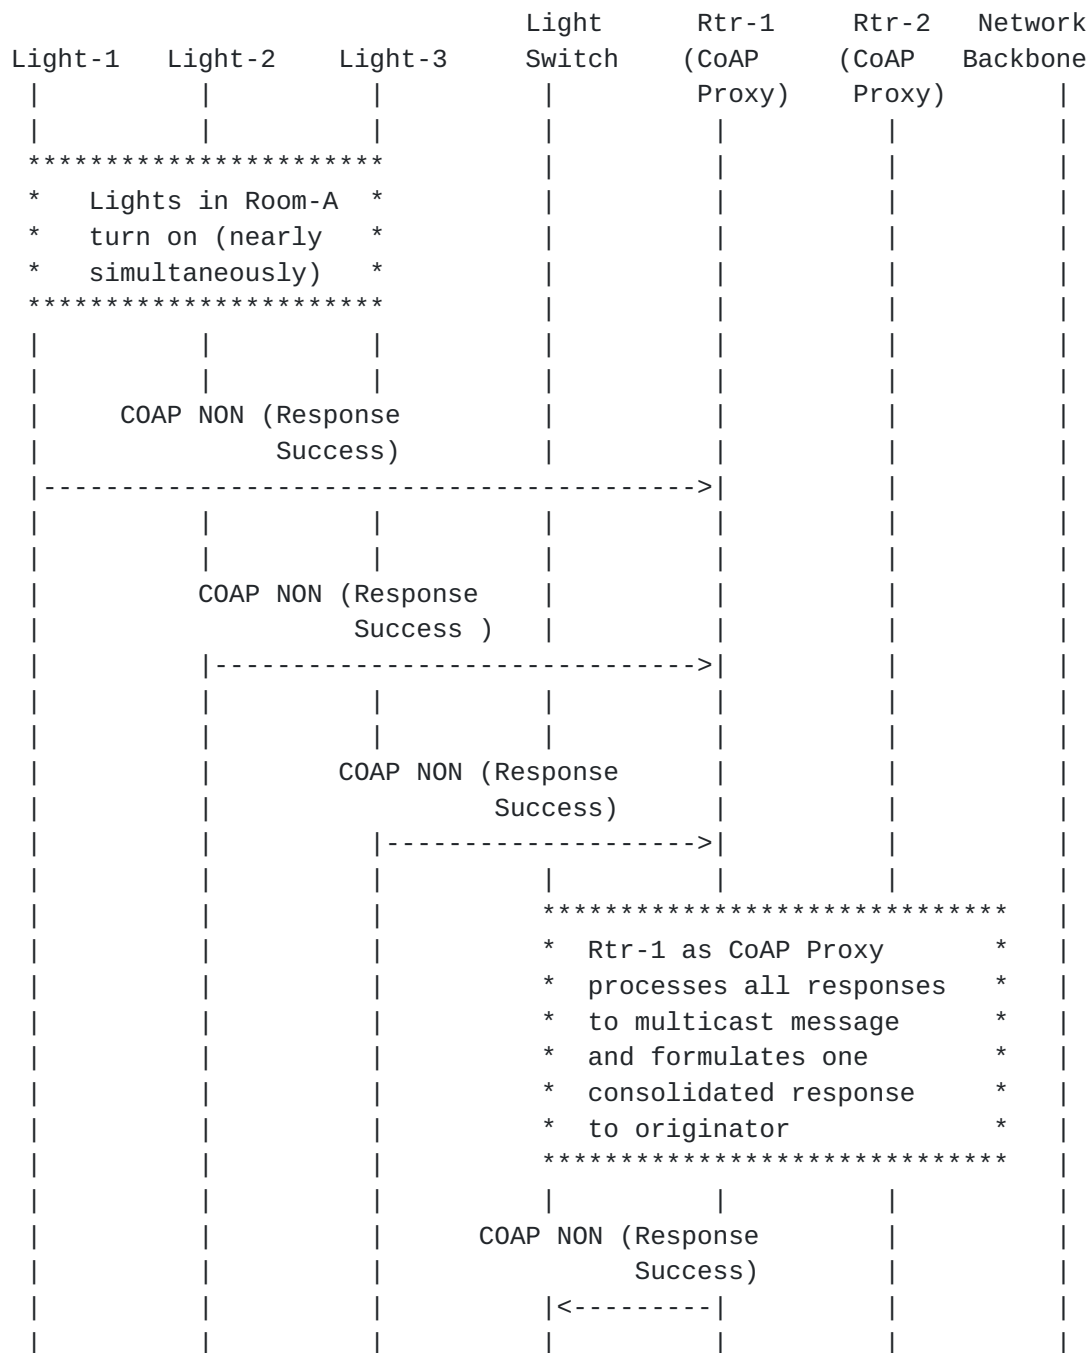 Light      Rtr-1    Rtr-2   Network
Light-1   Light-2    Light-3     Switch    (CoAP    (CoAP   Backbone
 |          |          |          |         Proxy)    Proxy)       |
 |          |          |          |          |          |          |
 ***********************          |          |          |          |
 *   Lights in Room-A  *          |          |          |          |
 *   turn on (nearly   *          |          |          |          |
 *   simultaneously)   *          |          |          |          |
 ***********************          |          |          |          |
 |          |          |          |          |          |          |
 |          |          |          |          |          |          |
 |     COAP NON (Response         |          |          |          |
 |               Success)         |          |          |          |
 |------------------------------------------>|          |          |
 |          |          |          |          |          |          |
 |          |          |          |          |          |          |
 |          COAP NON (Response    |          |          |          |
 |                    Success )   |          |          |          |
 |          |------------------------------->|          |          |
 |          |          |          |          |          |          |
 |          |          |          |          |          |          |
 |          |        COAP NON (Response      |          |          |
 |          |                  Success)      |          |          |
 |          |          |-------------------->|          |          |
 |          |          |          |          |          |          |
 |          |          |          ******************************   |
 |          |          |          *  Rtr-1 as CoAP Proxy       *   |
 |          |          |          *  processes all responses   *   |
 |          |          |          *  to multicast message      *   |
 |          |          |          *  and formulates one        *   |
 |          |          |          *  consolidated response     *   |
 |          |          |          *  to originator             *   |
 |          |          |          ******************************   |
 |          |          |          |          |          |          |
 |          |          |      COAP NON (Response        |          |
 |          |          |                Success)        |          |
 |          |          |          |<---------|          |          |
 |          |          |          |          |          |          |